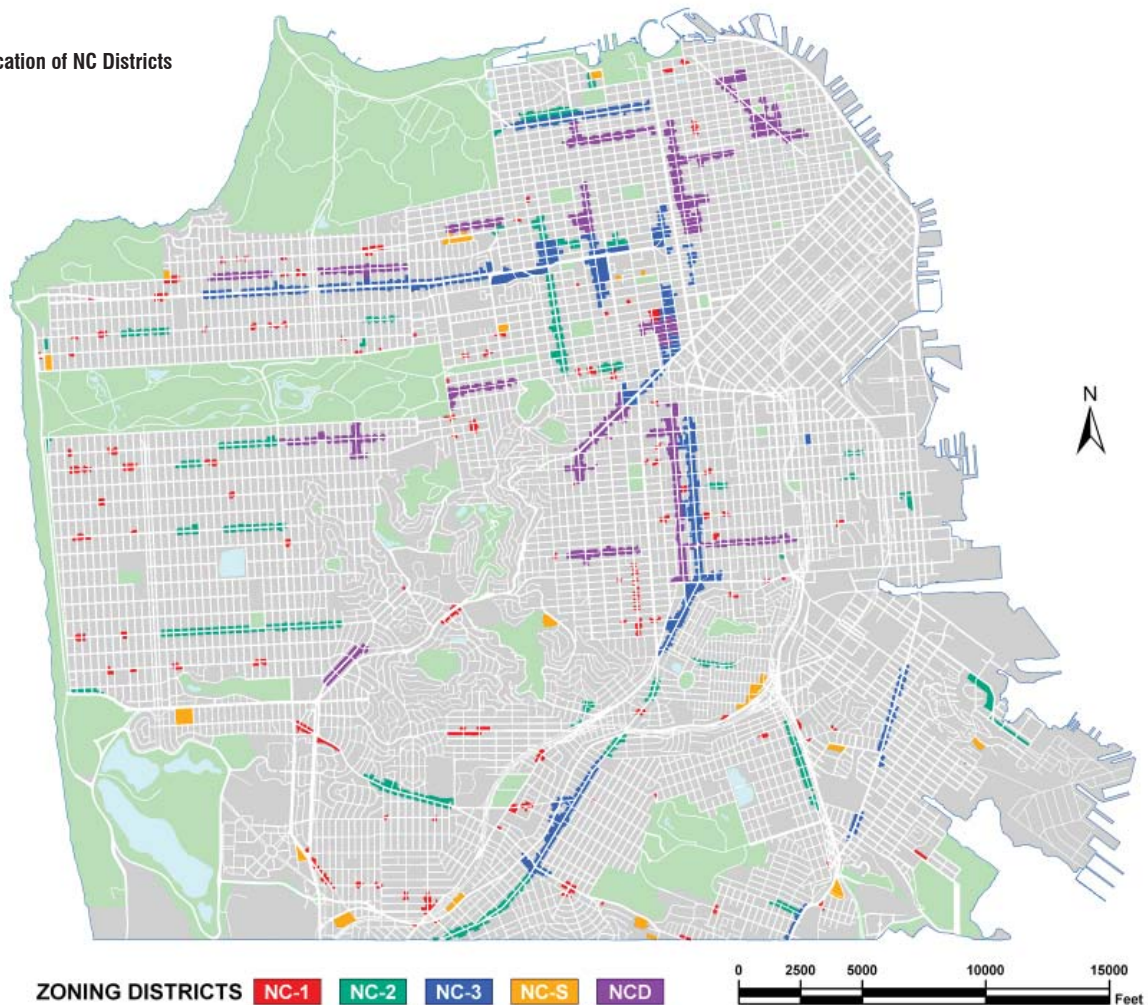 cation of NC Districts
N
ZONING DISTRICTS NC-1 NC-2 NC-3 NC-S NCD
0 2500 5000 10000 15000
Feet